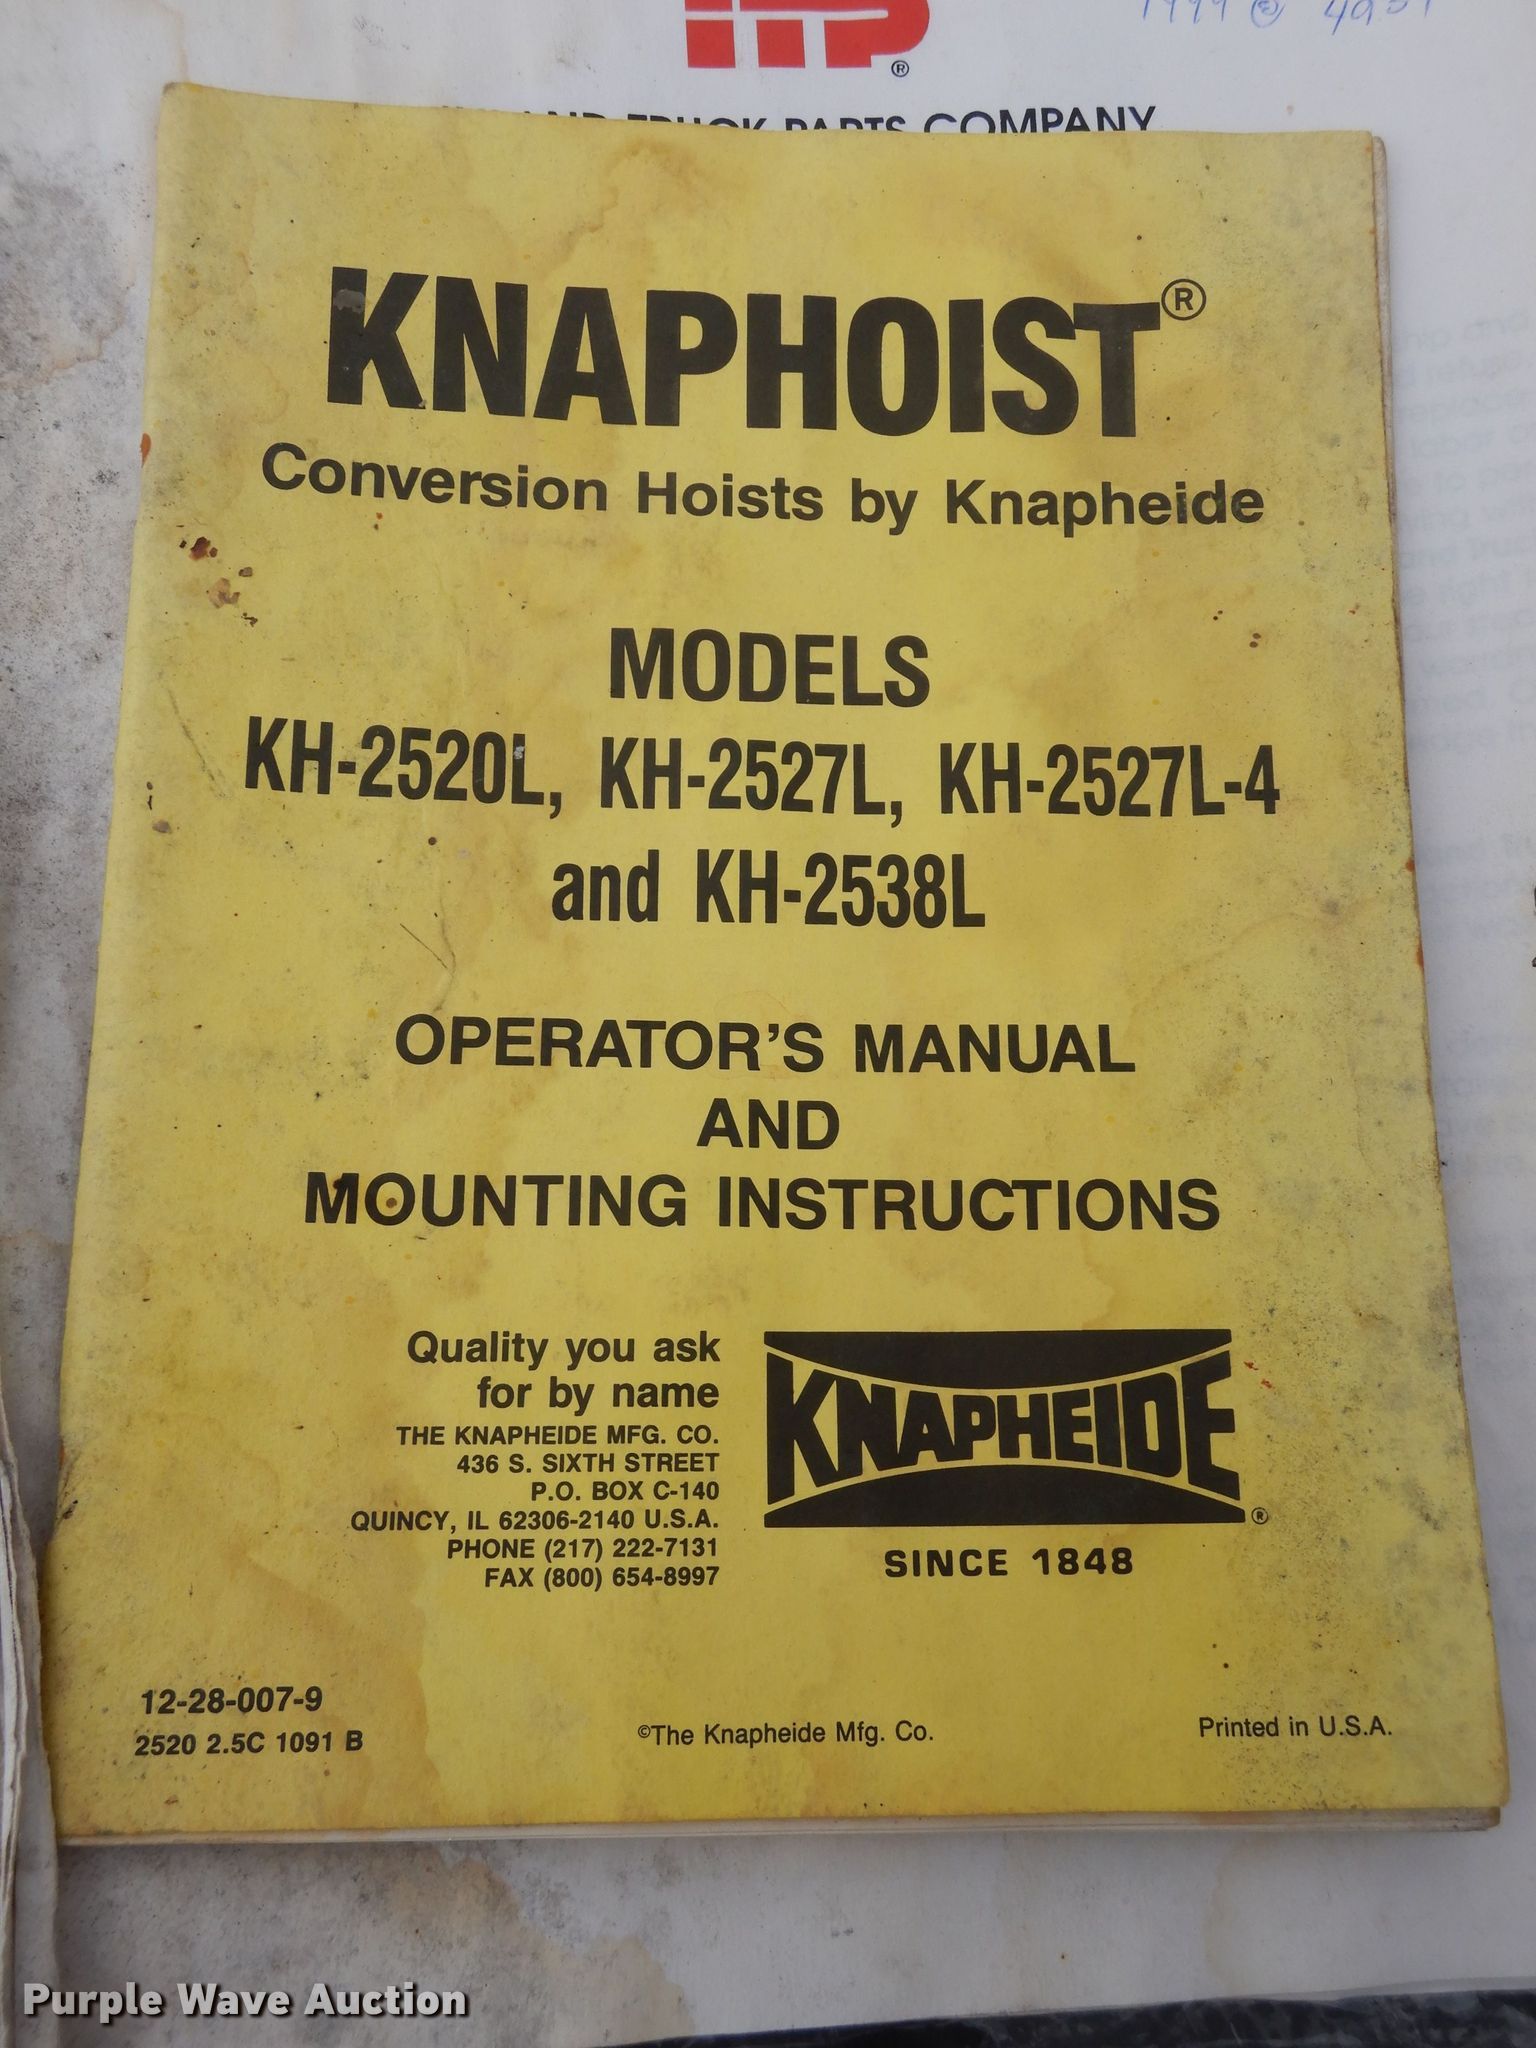 ®
TRUCK PARTS COMPANY
KNAPHOIST®
Conversion Hoists by Knapheide
MODELS
KH-2520L, KH-2527L, KH-2527L-4
and KH-2538L
OPERATOR'S MANUAL
AND
MOUNTING INSTRUCTIONS
Quality you ask
for by name
THE KNAPHEIDE MFG. CO.
436 S. SIXTH STREET
P.O. BOX C-140
QUINCY, IL 62306-2140 U.S.A.
PHONE (217) 222-7131
FAX (800) 654-8997
KNAPHEIDE®
SINCE 1848
12-28-007-9
2520 2.5C 1091 B
©The Knapheide Mfg. Co.
Printed in U.S.A.
Purple Wave Auction